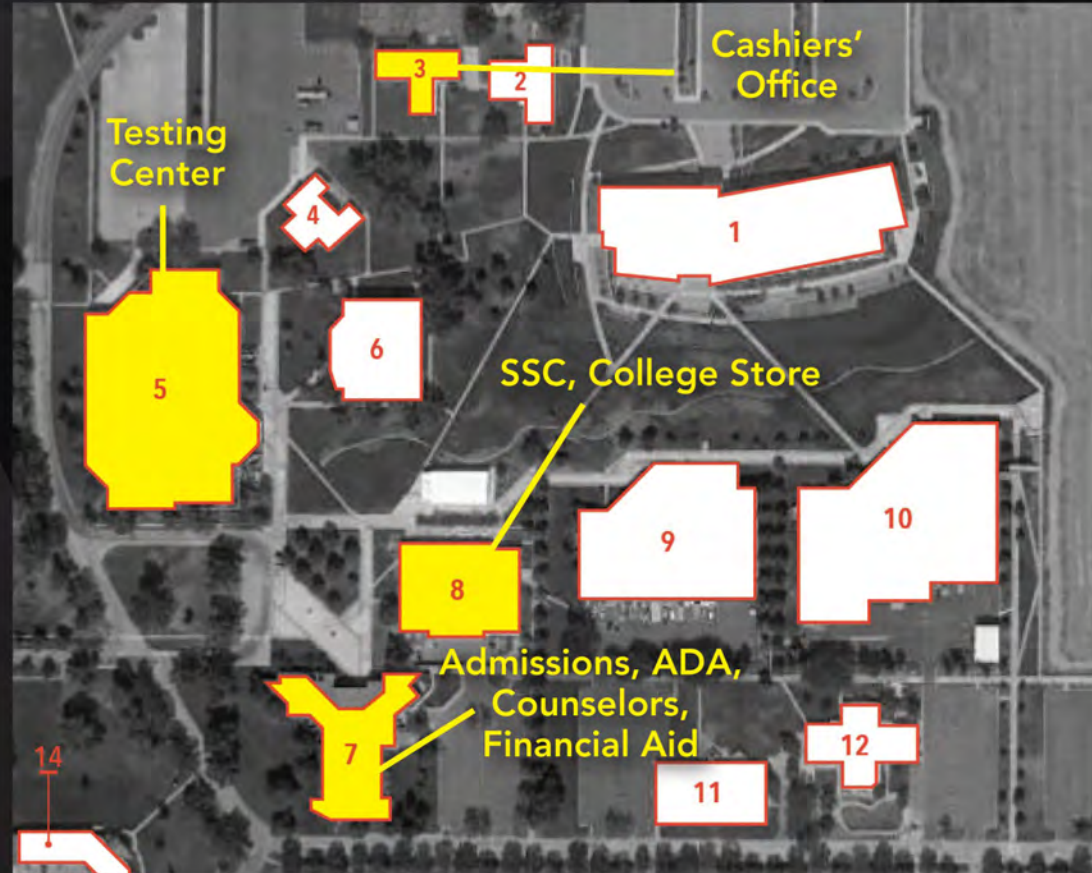 Cashiers'
Office
3
2
Testing
Center
4
1
6
5
SSC, College Store
10
9
8
Admissions, ADA,
Counselors,
Financial Aid
12
14
7
11